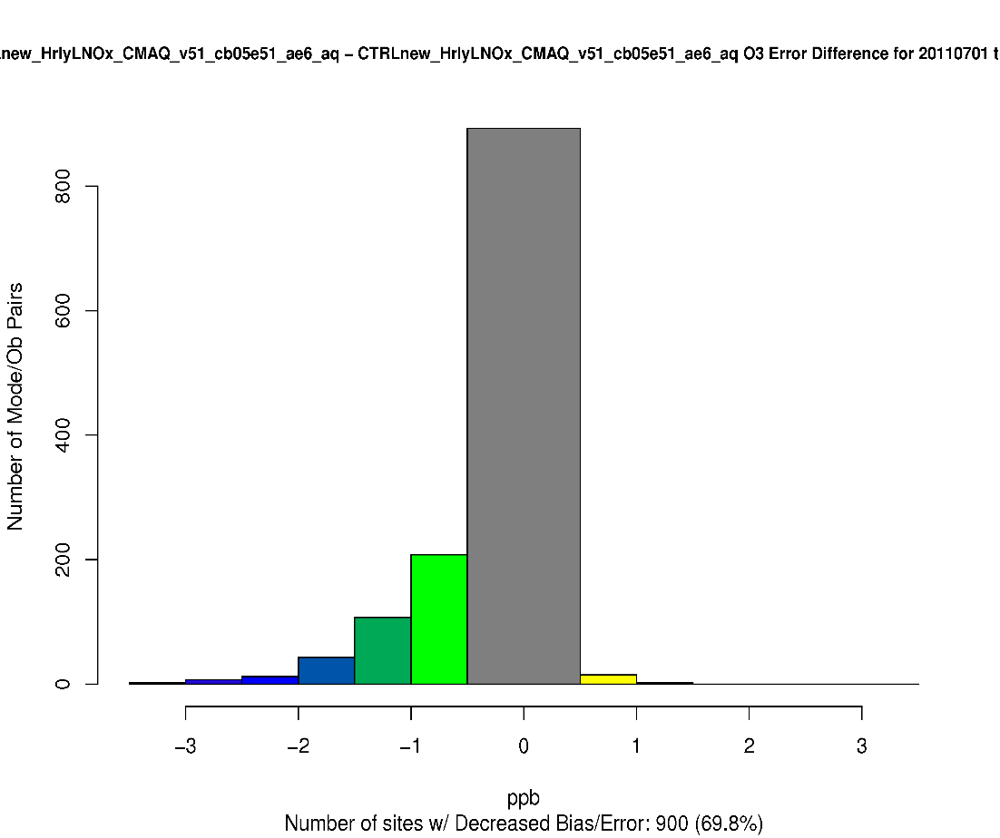 new_HrlyLNOx_CMAQ_v51_cb05e51_ae6_aq − CTRLnew_HrlyLNOx_CMAQ_v51_cb05e51_ae6_aq O3 Error Difference for 20110701 t
800
600
400
200
0
Number of Mode/Ob Pairs
−3 −2 −1 0 1 2 3
ppb
Number of sites w/ Decreased Bias/Error: 900 (69.8%)